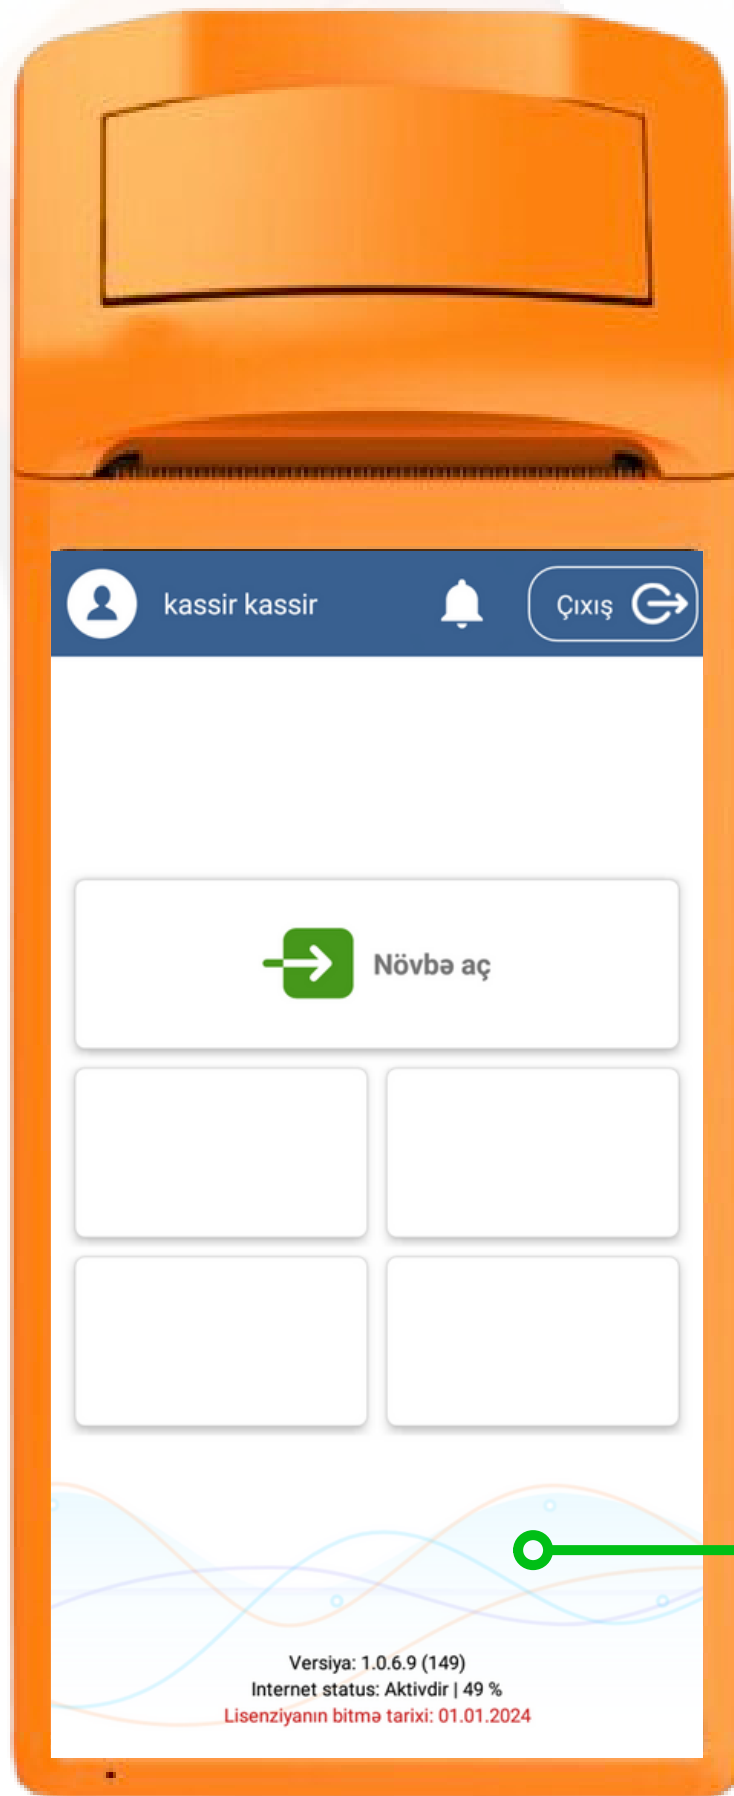 kassir kassir
Çıxış
Növbə aç
Versiya: 1.0.6.9 (149)
Internet status: Aktivdir | 49 %
Lisenziyanın bitmə tarixi: 01.01.2024